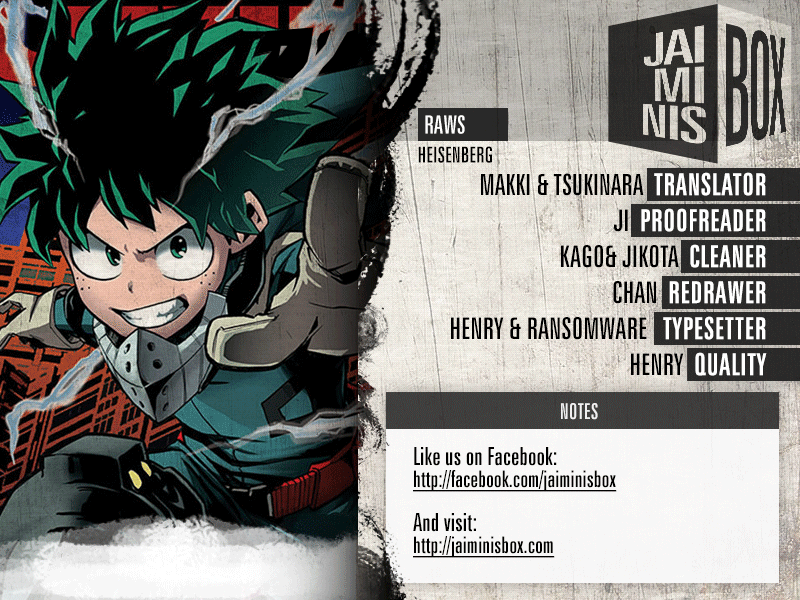 JAI
MI
NIS
BOX
RAWS
HEISENBERG
MAKKI & TSUKINARA TRANSLATOR
JI PROOFREADER
KAGO& JIKOTA CLEANER
CHAN REDRAWER
HENRY & RANSOMWARE TYPESETTER
HENRY QUALITY
NOTES
Like us on Facebook:
http://facebook.com/jaiminisbox
And visit:
http://jaiminisbox.com